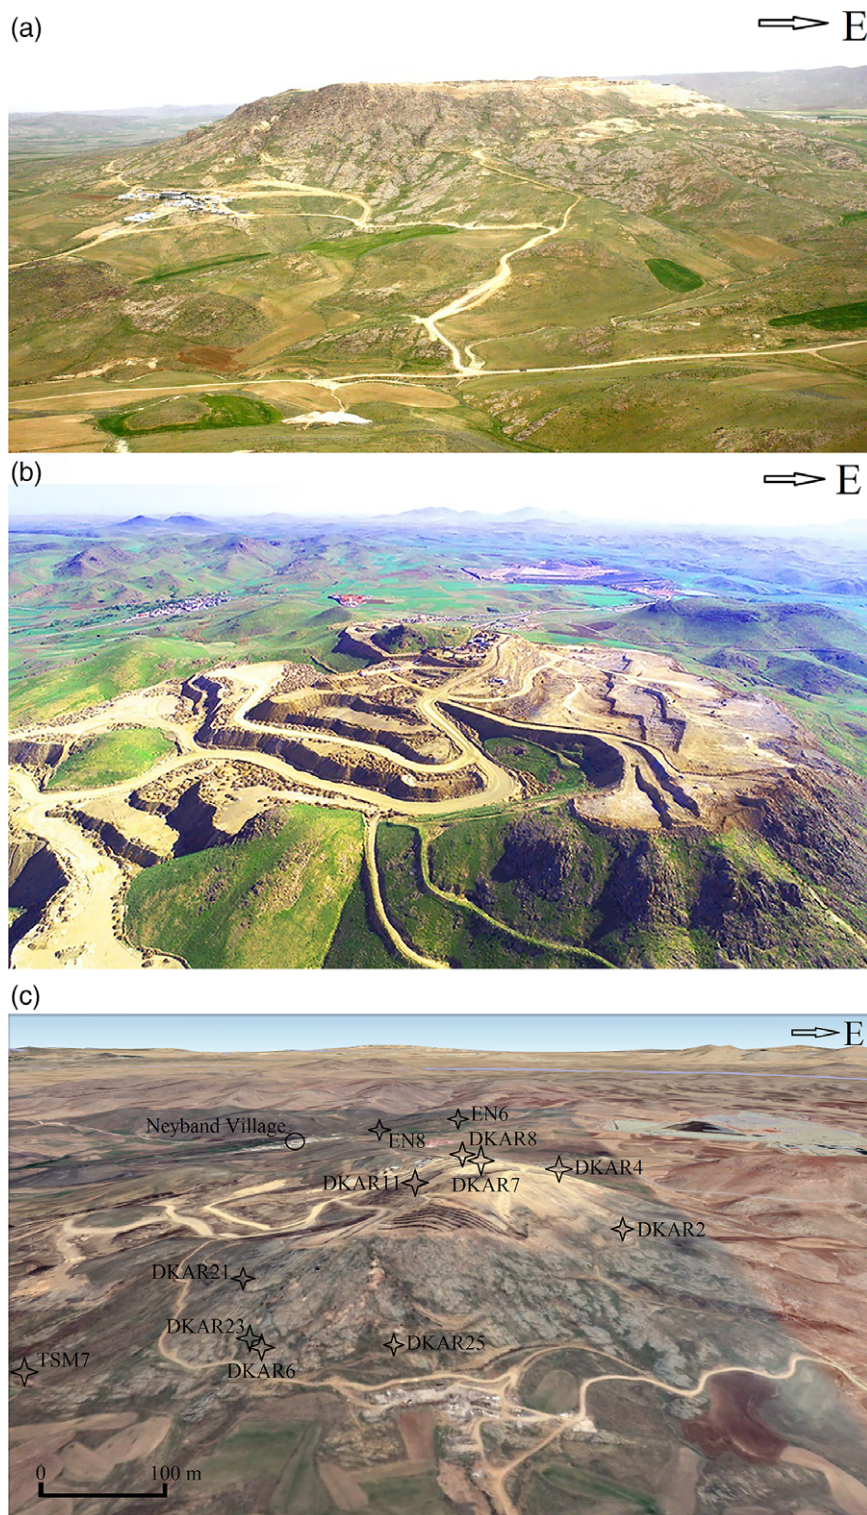 (a)
E
(b)
E
(c)
E
EN6
Neyband Village
EN8
DKAR8
DKAR4
DKAR11
DKAR7
DKAR2
DKAR21
DKAR23
DKAR25
TSM7
DKAR6
0
100 m